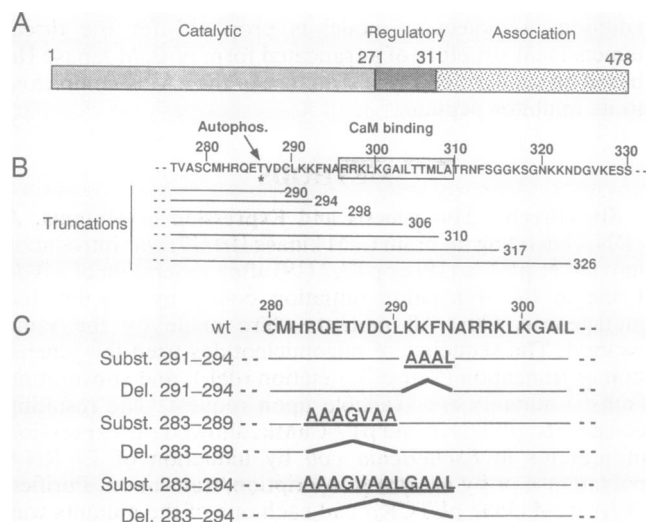 A
Catalytic
Regulatory
Association
1
271
311
478
Autophos.
CaM binding
280
290
300
310
320
330
B
TVASCMHRQETVDCLKKFNARRKLKGAILTTMLATRNFSGGKSGNKKNDGVKESS
*
Truncations
290
294
298
306
310
317
326
C
280
290
300
wt
CMHRQETVDCLKKFNARRKLKGAIL
Subst. 291–294
AAAL
Del. 291–294
Subst. 283–289
AAAGVAA
Del. 283–289
Subst. 283–294
AAAGVAALGAAL
Del. 283–294